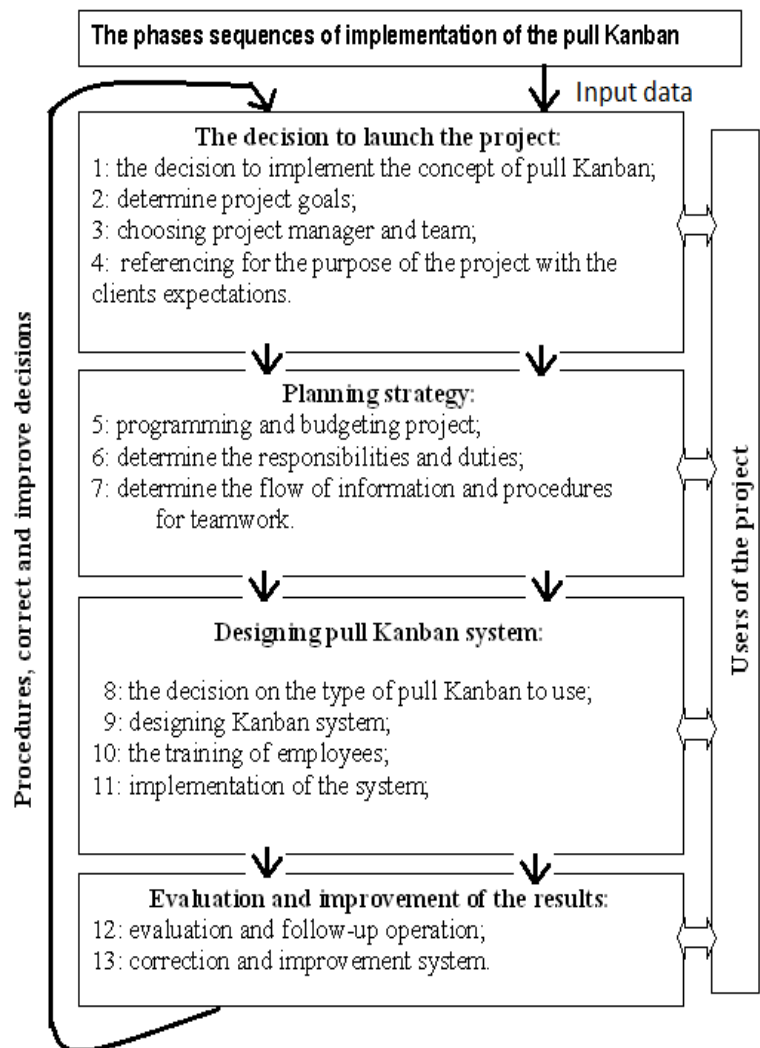 The phases sequences of implementation of the pull Kanban
Input data
The decision to launch the project:
1: the decision to implement the concept of pull Kanban;
2: determine project goals;
3: choosing project manager and team;
4: referencing for the purpose of the project with the
clients expectations.
Planning strategy:
5: programming and budgeting project;
6: determine the responsibilities and duties;
7: determine the flow of information and procedures
for teamwork.
Designing pull Kanban system:
8: the decision on the type of pull Kanban to use;
9: designing Kanban system;
10: the training of employees;
11: implementation of the system;
Evaluation and improvement of the results:
12: evaluation and follow-up operation;
13: correction and improvement system.
Procedures, correct and improve decisions
Users of the project